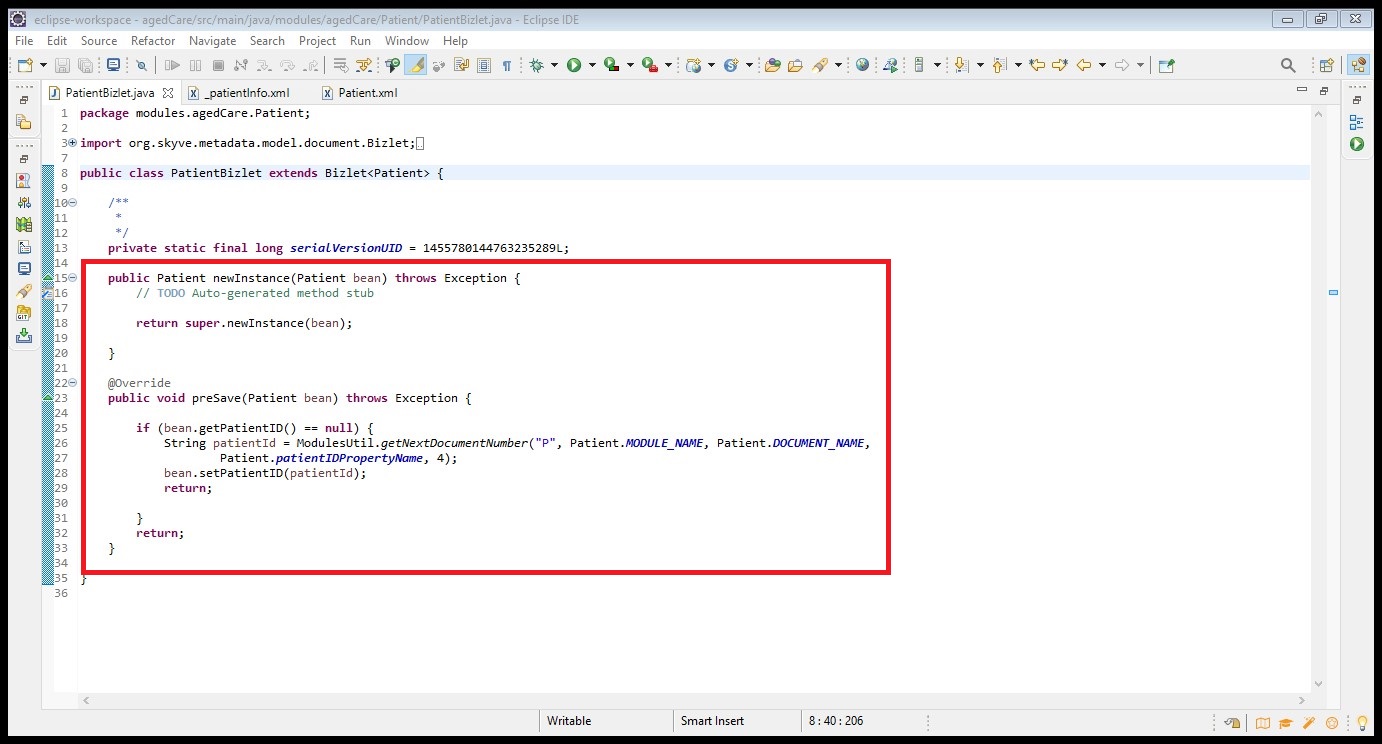 eclipse-workspace - agedCare/src/main/java/modules/agedCare/Patient/PatientBizlet.java - Eclipse IDE
File Edit Source Refactor Navigate Search Project Run Window Help
PatientBizlet.java _patientInfo.xml Patient.xml
1 package modules.agedCare.Patient;
2
3 import org.skyve.metadata.model.document.Bizlet;
7
8 public class PatientBizlet extends Bizlet<Patient> {
9
10 /**
11 *
12 */
13 private static final long serialVersionUID = 1455780144763235289L;
14
15 public Patient newInstance(Patient bean) throws Exception {
16 // TODO Auto-generated method stub
17
18 return super.newInstance(bean);
19
20 }
21
22 @Override
23 public void preSave(Patient bean) throws Exception {
24
25 if (bean.getPatientID() == null) {
26 String patientId = ModulesUtil.getNextDocumentNumber("P", Patient.MODULE_NAME, Patient.DOCUMENT_NAME,
27 Patient.patientIDPropertyName, 4);
28 bean.setPatientID(patientId);
29 return;
30
31 }
32 return;
33 }
34
35 }
36
Writable Smart Insert 8 : 40 : 206